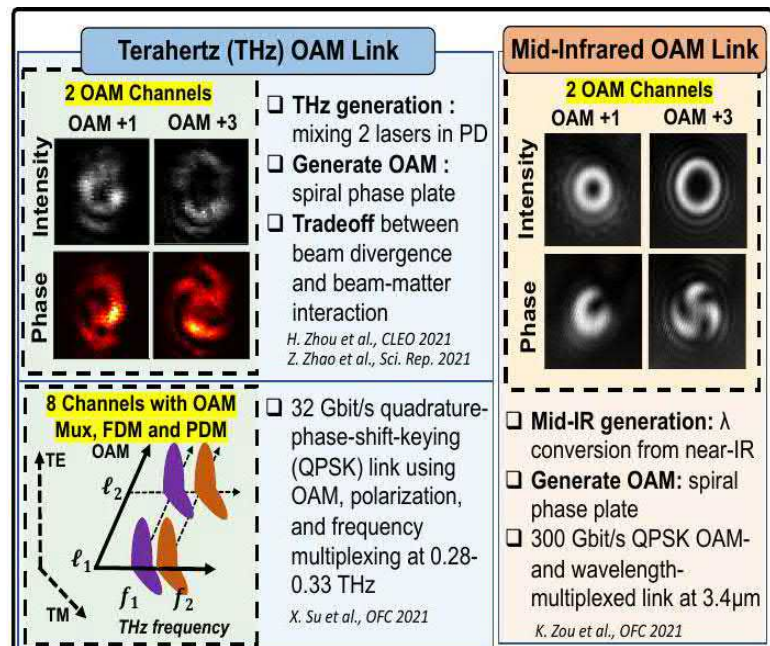 Terahertz (THz) OAM Link
2 OAM Channels
OAM +1 OAM +3
Intensity
Phase
❑ THz generation :
mixing 2 lasers in PD
❑ Generate OAM :
spiral phase plate
❑ Tradeoff between
beam divergence
and beam-matter
interaction
H. Zhou et al., CLEO 2021
Z. Zhao et al., Sci. Rep. 2021
8 Channels with OAM
Mux, FDM and PDM
OAM
TE
ℓ2
ℓ1
f1 f2
TM
THz frequency
❑ 32 Gbit/s quadrature-
phase-shift-keying
(QPSK) link using
OAM, polarization,
and frequency
multiplexing at 0.28-
0.33 THz
X. Su et al., OFC 2021
Mid-Infrared OAM Link
2 OAM Channels
OAM +1 OAM +3
Intensity
Phase
❑ Mid-IR generation: λ
conversion from near-IR
❑ Generate OAM: spiral
phase plate
❑ 300 Gbit/s QPSK OAM-
and wavelength-
multiplexed link at 3.4µm
K. Zou et al., OFC 2021